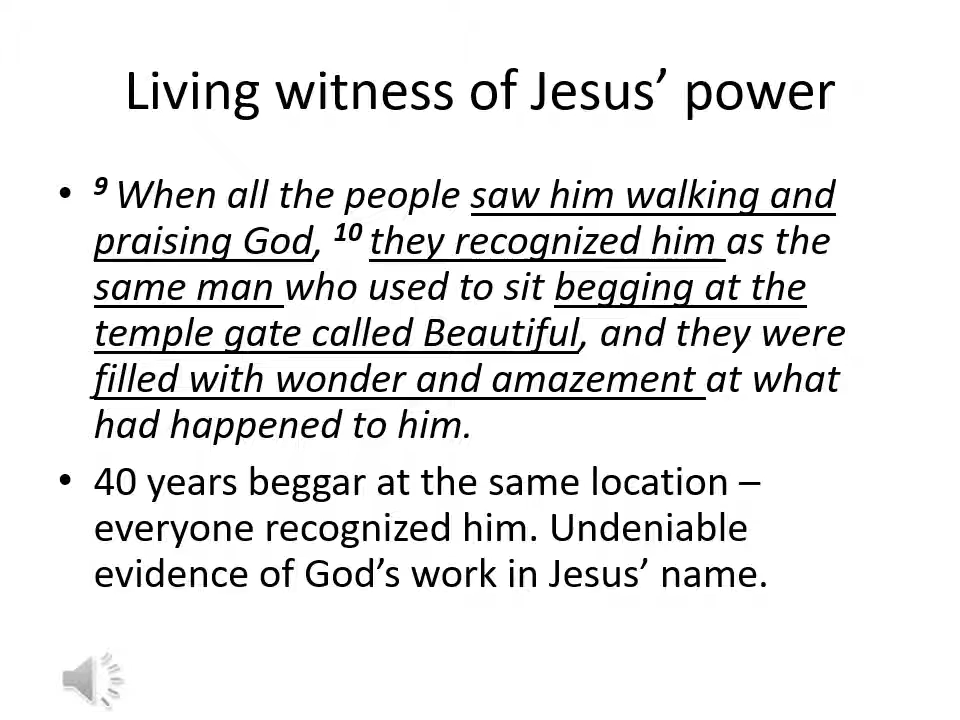 Living witness of Jesus’ power
• 9 When all the people saw him walking and
praising God, 10 they recognized him as the
same man who used to sit begging at the
temple gate called Beautiful, and they were
filled with wonder and amazement at what
had happened to him.
• 40 years beggar at the same location –
everyone recognized him. Undeniable
evidence of God’s work in Jesus’ name.